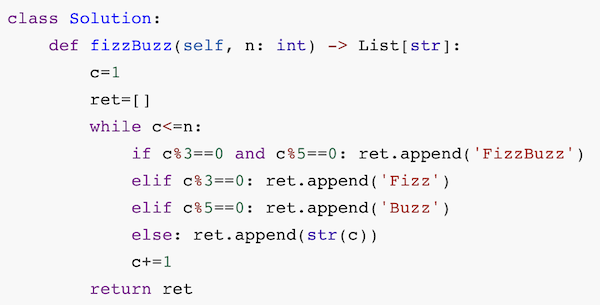 class Solution:
    def fizzBuzz(self, n: int) -> List[str]:
        c=1
        ret=[]
        while c<=n:
            if c%3==0 and c%5==0: ret.append('FizzBuzz')
            elif c%3==0: ret.append('Fizz')
            elif c%5==0: ret.append('Buzz')
            else: ret.append(str(c))
            c+=1
        return ret